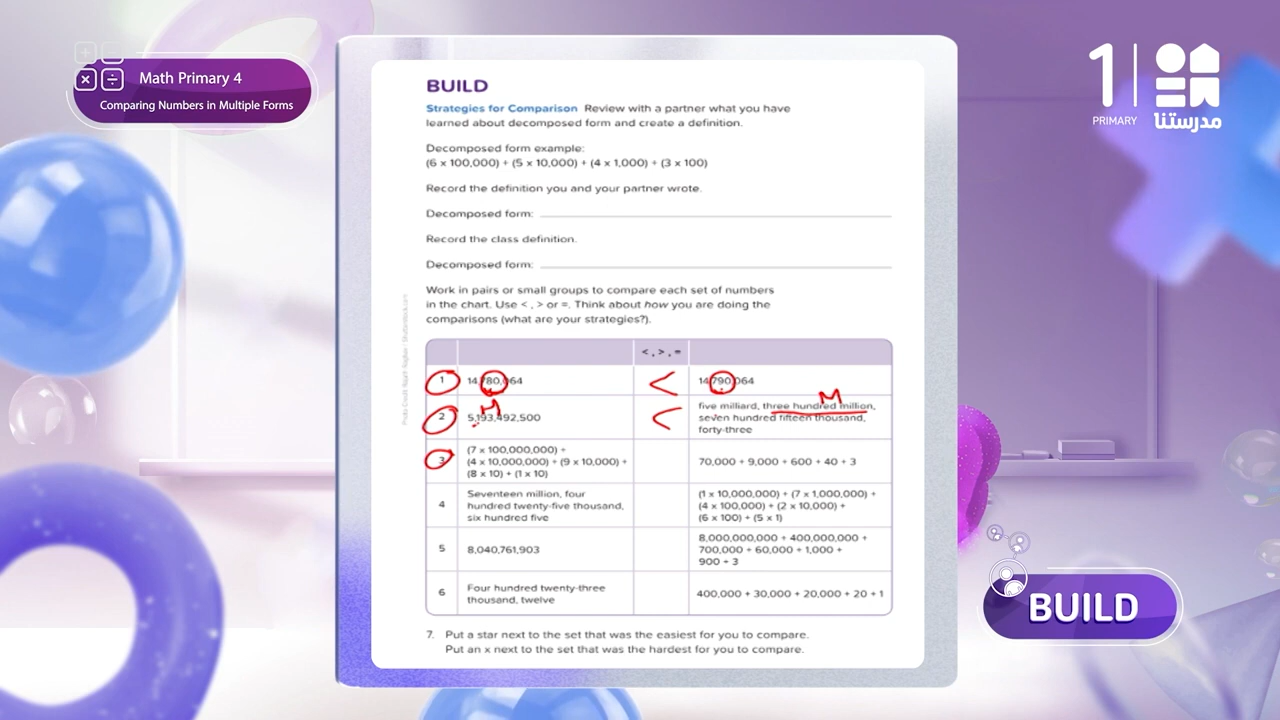 Math Primary 4
Comparing Numbers in Multiple Forms
1
PRIMARY
مدرستنا
BUILD
Strategies for Comparison Review with a partner what you have
learned about decomposed form and create a definition.
Decomposed form example:
(6 x 100,000) + (5 x 10,000) + (4 x 1,000) + (3 x 100)
Record the definition you and your partner wrote.
Decomposed form:
Record the class definition.
Decomposed form:
Work in pairs or small groups to compare each set of numbers
in the chart. Use < , > or =. Think about how you are doing the
comparisons (what are your strategies?).
< , > , =
1 14,780,064 < 14,790,064
M M
2 5,193,492,500 < five milliard, three hundred million,
seven hundred fifteen thousand,
forty-three
3 (7 x 100,000,000) +
(4 x 10,000,000) + (9 x 10,000) +
(8 x 10) + (1 x 10)
70,000 + 9,000 + 600 + 40 + 3
4 Seventeen million, four
hundred twenty-five thousand,
six hundred five
(1 x 10,000,000) + (7 x 1,000,000) +
(4 x 100,000) + (2 x 10,000) +
(6 x 100) + (5 x 1)
5 8,040,761,903
8,000,000,000 + 400,000,000 +
700,000 + 60,000 + 1,000 +
900 + 3
6 Four hundred twenty-three
thousand, twelve
400,000 + 30,000 + 20,000 + 20 + 1
7. Put a star next to the set that was the easiest for you to compare.
Put an x next to the set that was the hardest for you to compare.
BUILD